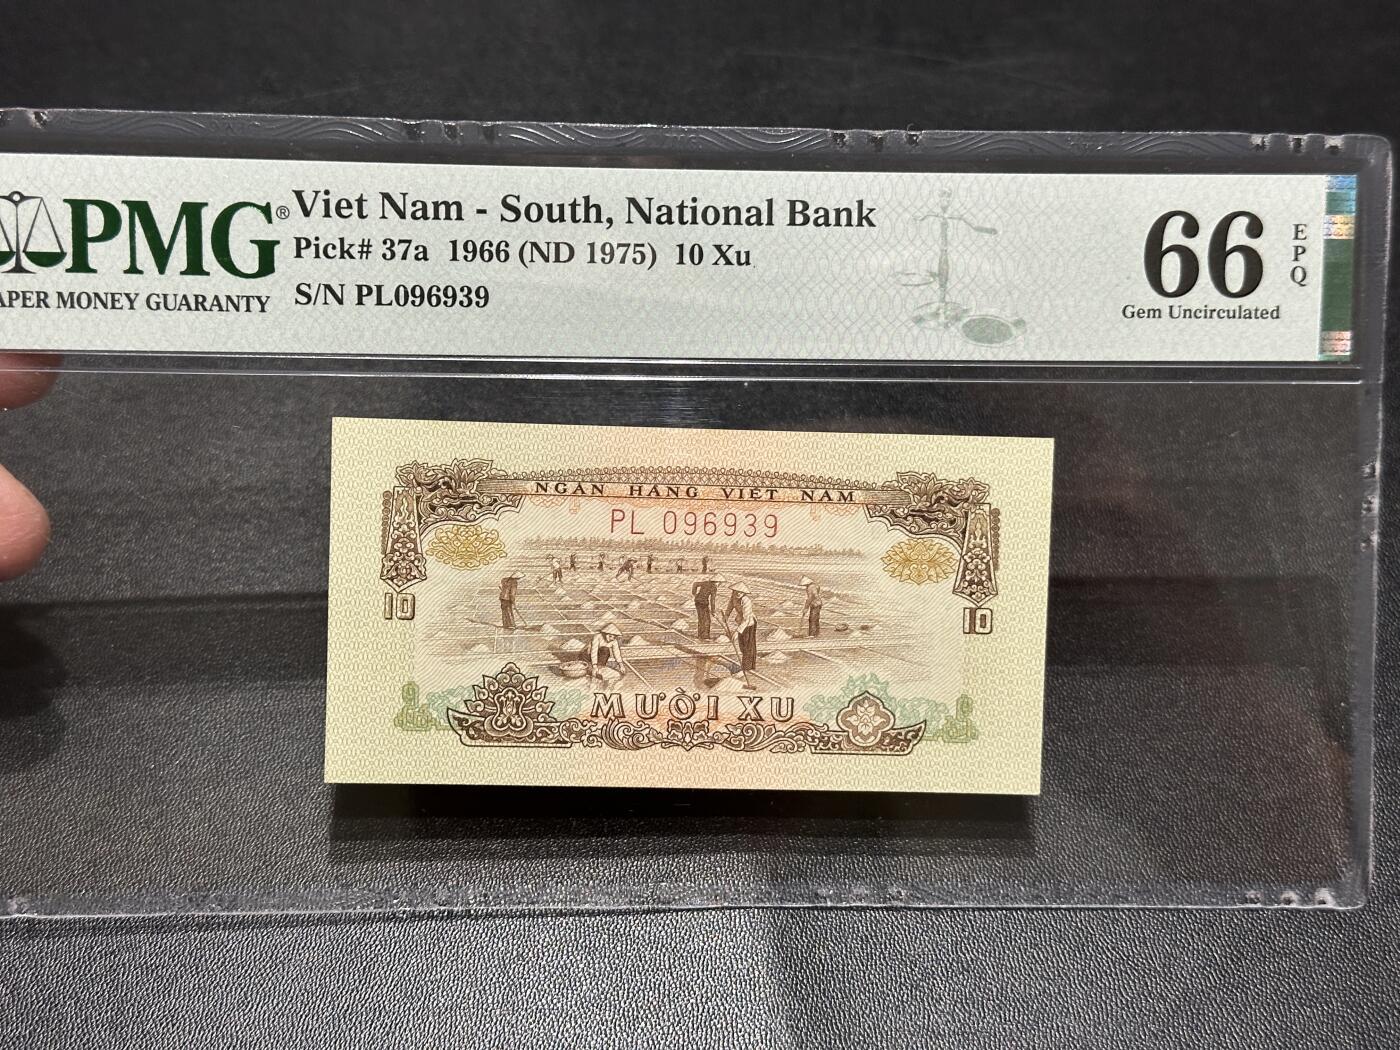 PMG®
PAPER MONEY GUARANTY
Viet Nam - South, National Bank
Pick# 37a 1966 (ND 1975) 10 Xu
S/N PL096939
66
EPQ
Gem Uncirculated
NGÂN HÀNG VIỆT NAM
PL 096939
10
10
MƯỜI XU